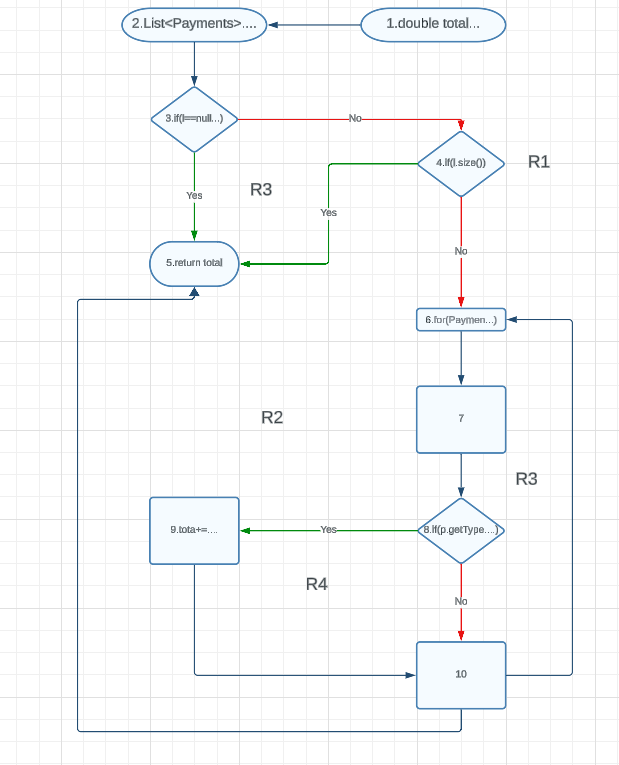 2.List<Payments>....
1.double total...
3.if(l==null...)
No
4.if(l.size())
R1
R3
Yes
Yes
No
5.return total
6.for(Paymen...)
R2
7
R3
9.tota+=....
Yes
8.if(p.getType....)
R4
No
10